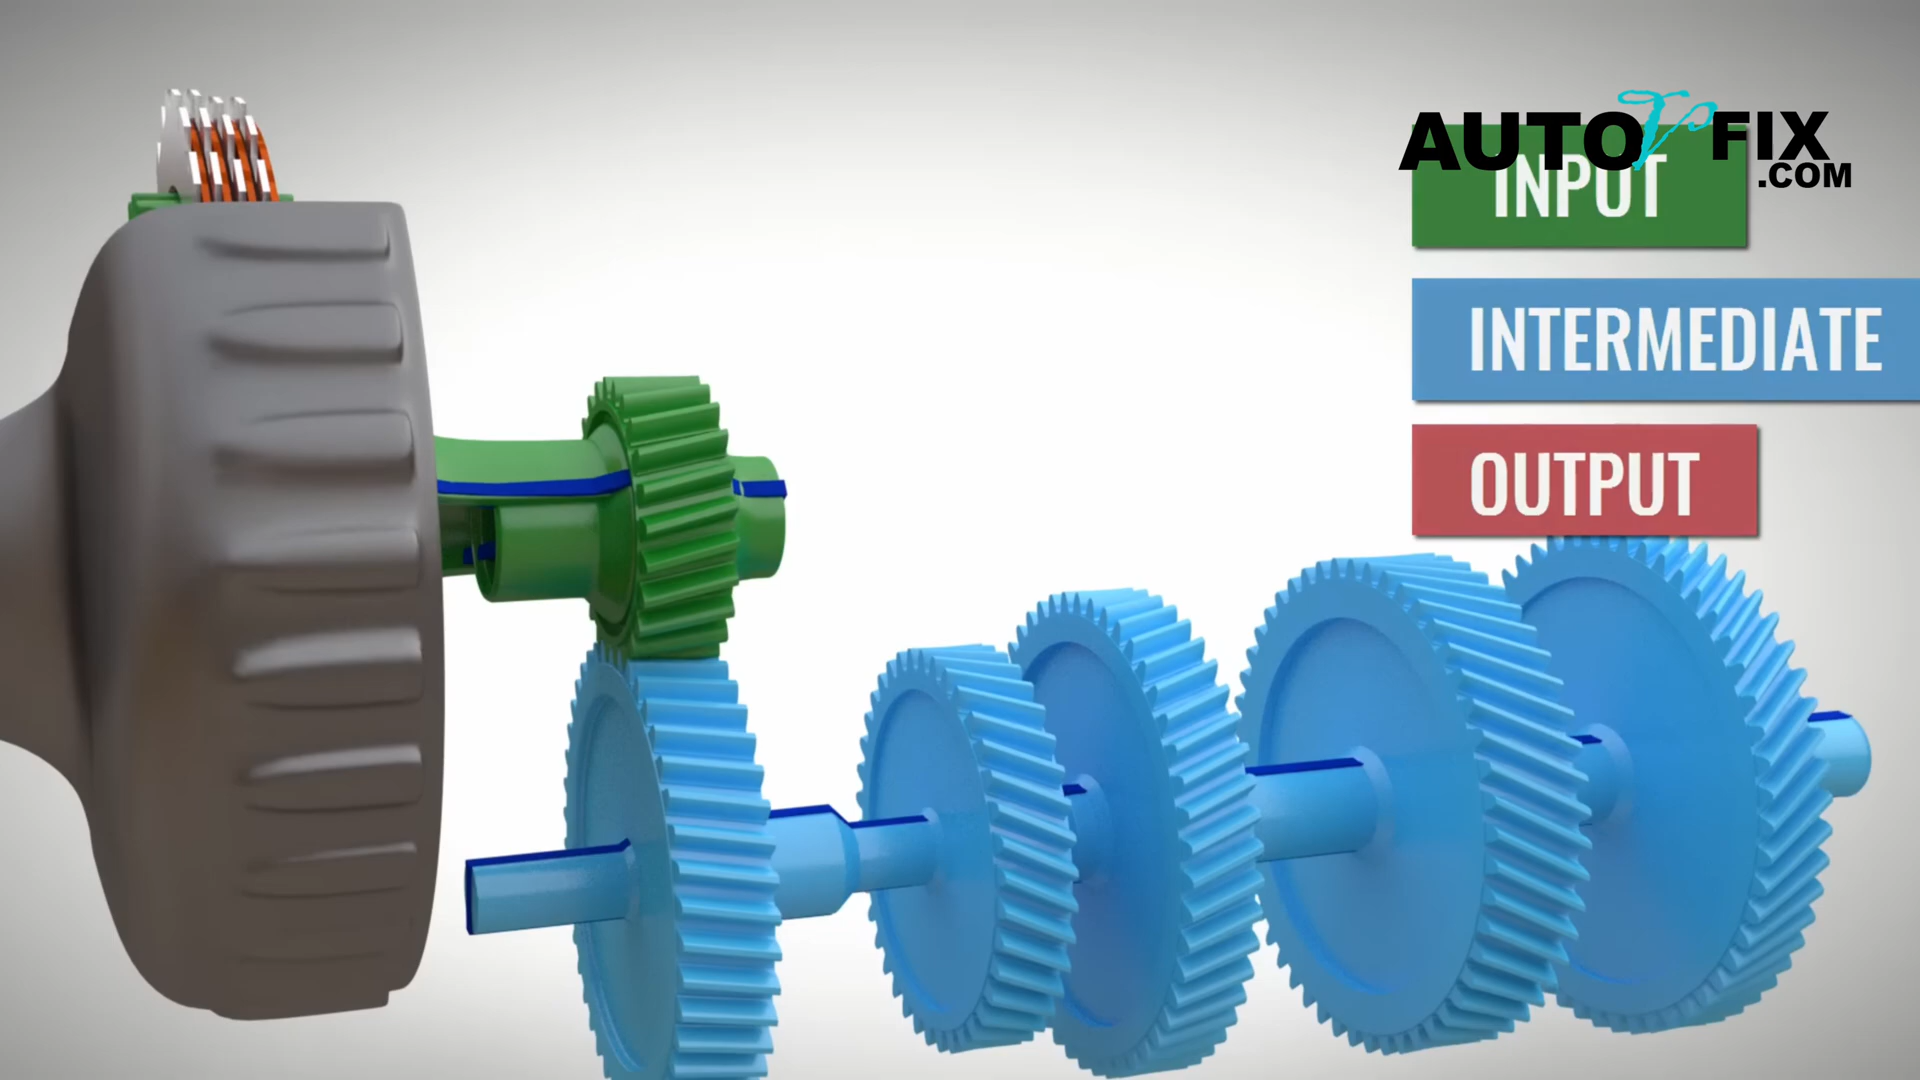 AUTO FIX
.COM
INPUT
INTERMEDIATE
OUTPUT